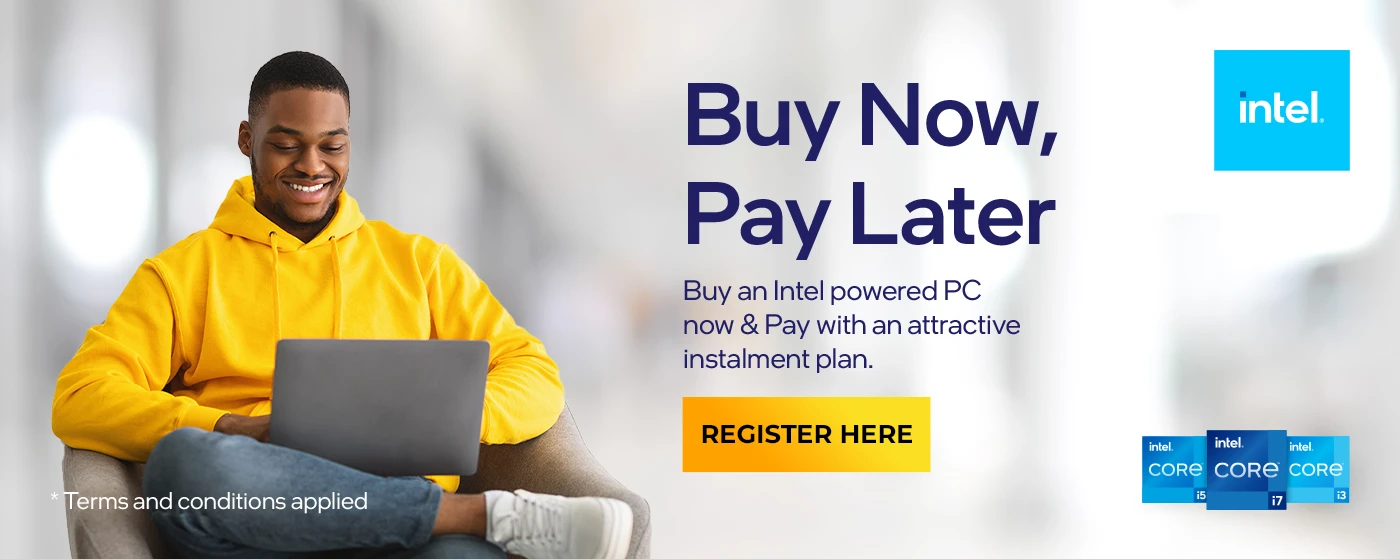 Buy Now,
Pay Later
Buy an Intel powered PC
now & Pay with an attractive
instalment plan.
REGISTER HERE
* Terms and conditions applied
intel.
intel.
CORE
i5
intel.
CORE
i7
intel.
CORE
i3